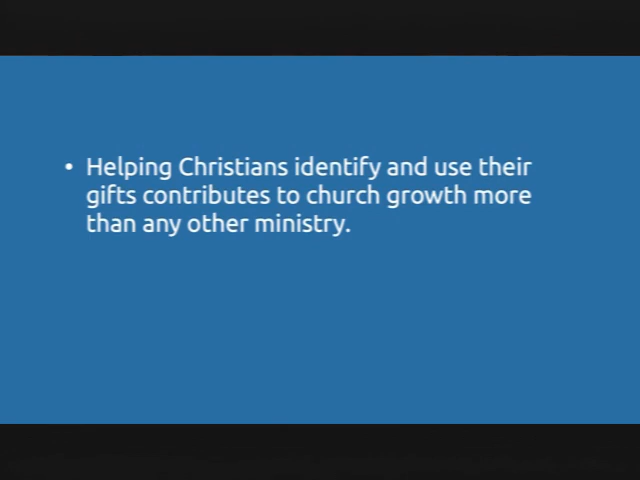 • Helping Christians identify and use their
gifts contributes to church growth more
than any other ministry.